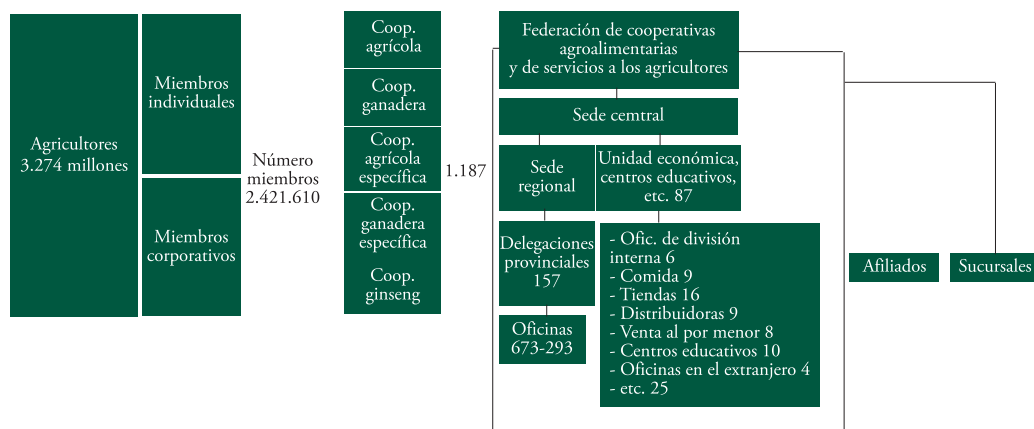 Agricultores
3.274 millones
Miembros
individuales
Miembros
corporativos
Número
miembros
2.421.610
Coop.
agrícola
Coop.
ganadera
Coop.
agrícola
específica
Coop.
ganadera
específica
Coop.
ginseng
1.187
Federación de cooperativas
agroalimentarias
y de servicios a los agricultores
Sede cemtral
Sede
regional
Unidad económica,
centros educativos,
etc. 87
Delegaciones
provinciales
157
Oficinas
673-293
- Ofic. de división
interna 6
- Comida 9
- Tiendas 16
- Distribuidoras 9
- Venta al por menor 8
- Centros educativos 10
- Oficinas en el extranjero 4
- etc. 25
Afiliados
Sucursales